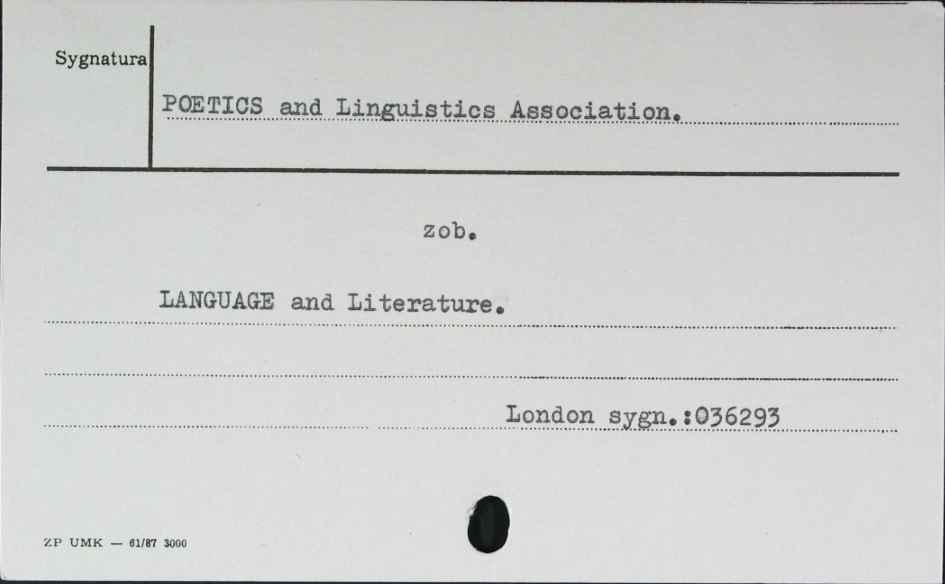 Sygnatura
POETICS and Linguistics Association.
zob.
LANGUAGE and Literature.
London sygn.:036293
ZP UMK — 61/87 3000